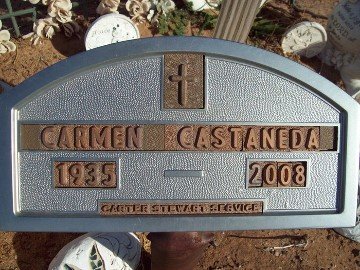 CARMEN CASTANEDA
1935 — 2008
CARTER STEWART SERVICE